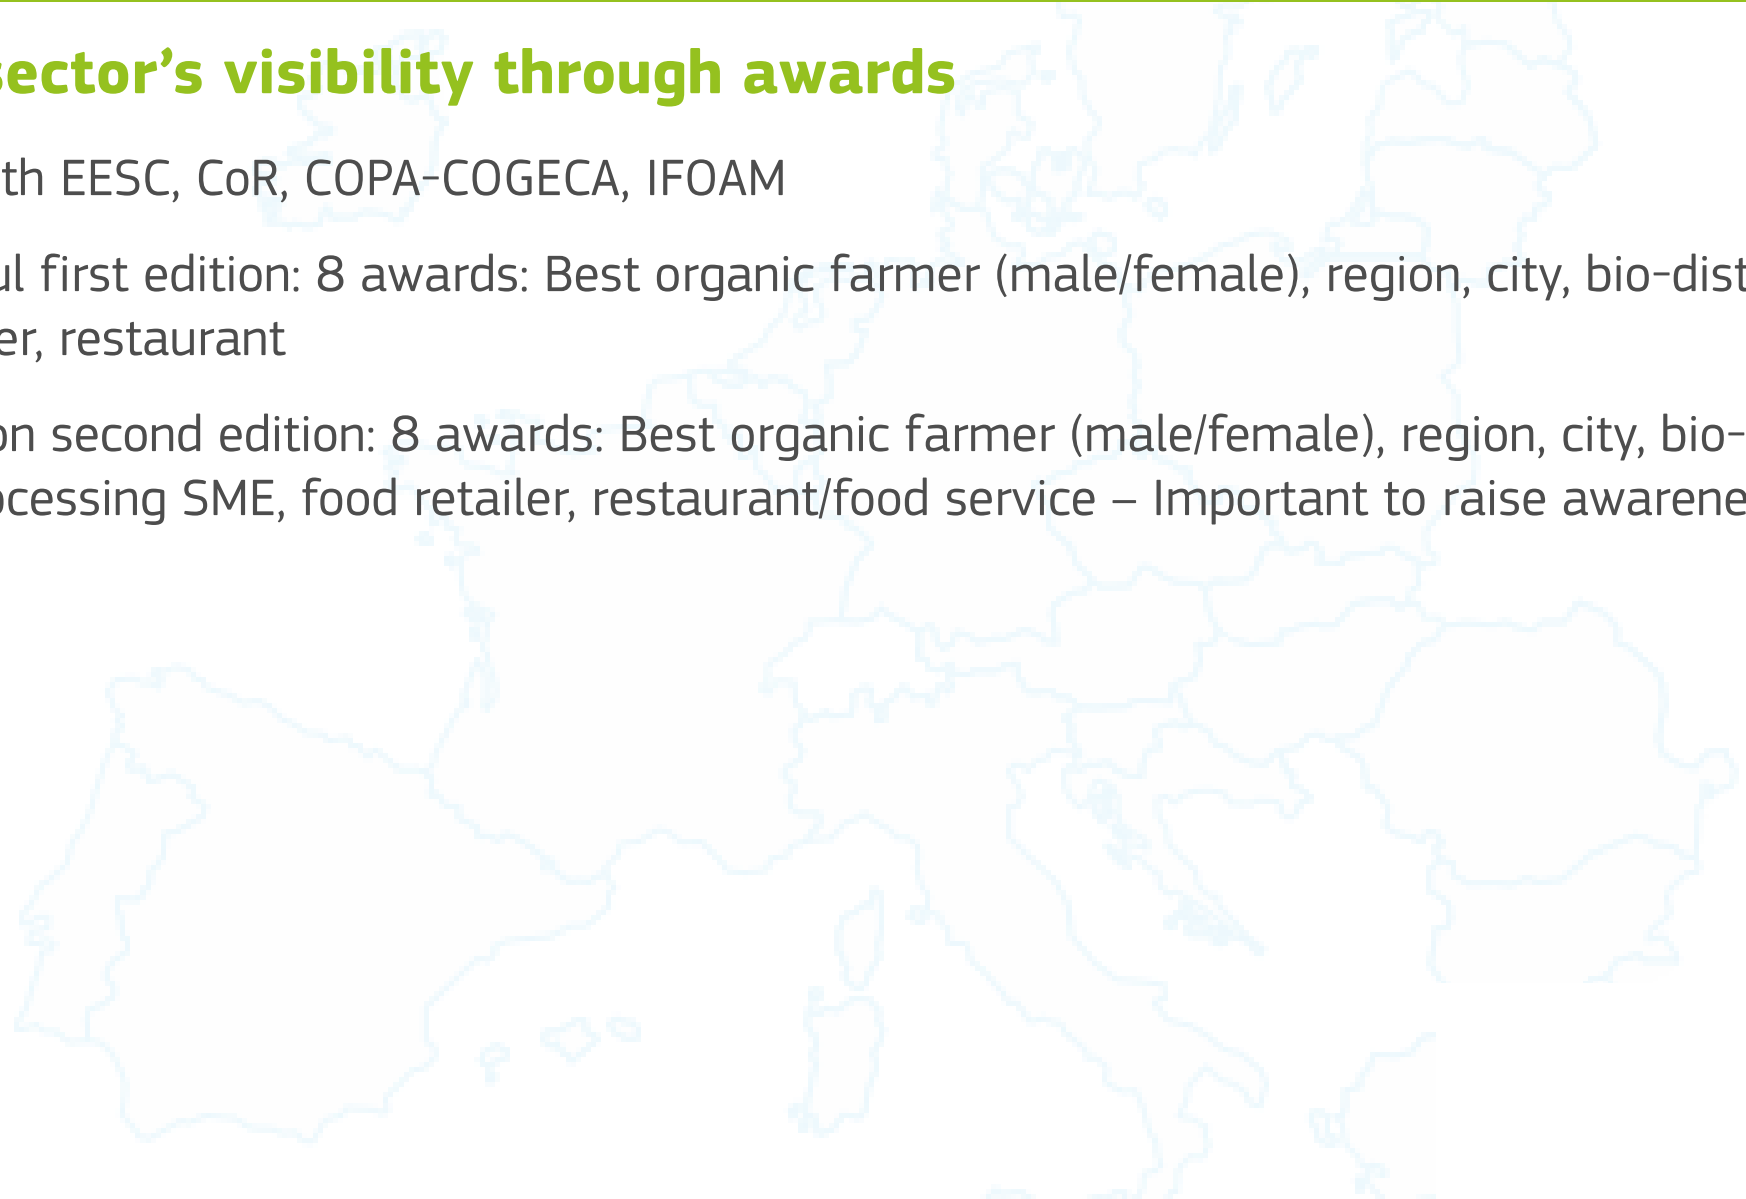 sector’s visibility through awards
th EESC, CoR, COPA-COGECA, IFOAM
ul first edition: 8 awards: Best organic farmer (male/female), region, city, bio-dist
er, restaurant
on second edition: 8 awards: Best organic farmer (male/female), region, city, bio-
ocessing SME, food retailer, restaurant/food service – Important to raise awarene